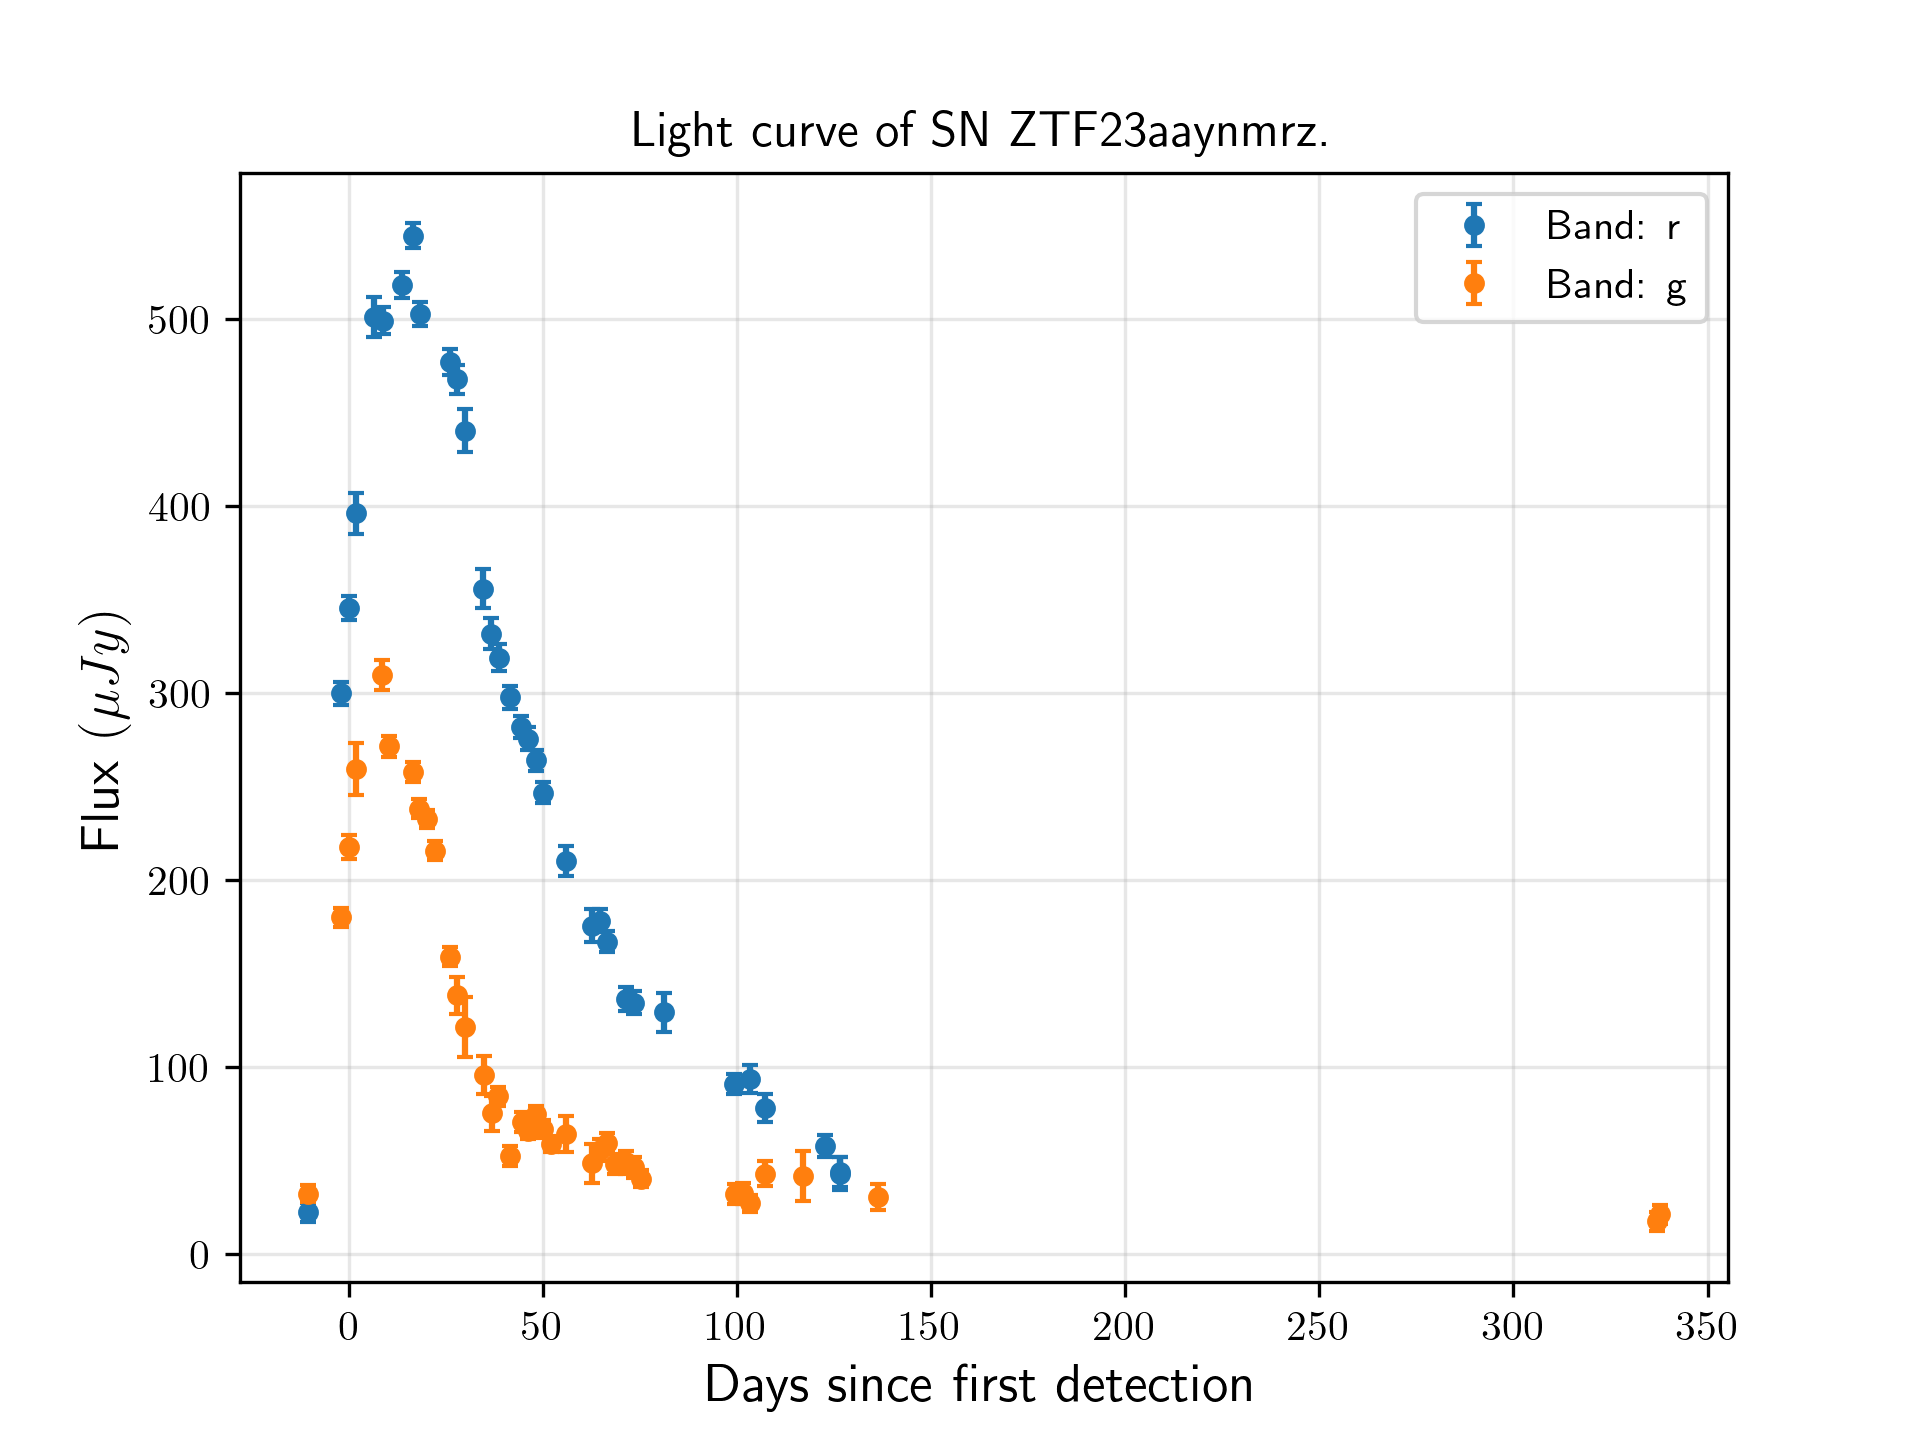 Light curve of SN ZTF23aaynmrz.
Band: r
Band: g
Flux (μJy)
500
400
300
200
100
0
0 50 100 150 200 250 300 350
Days since first detection